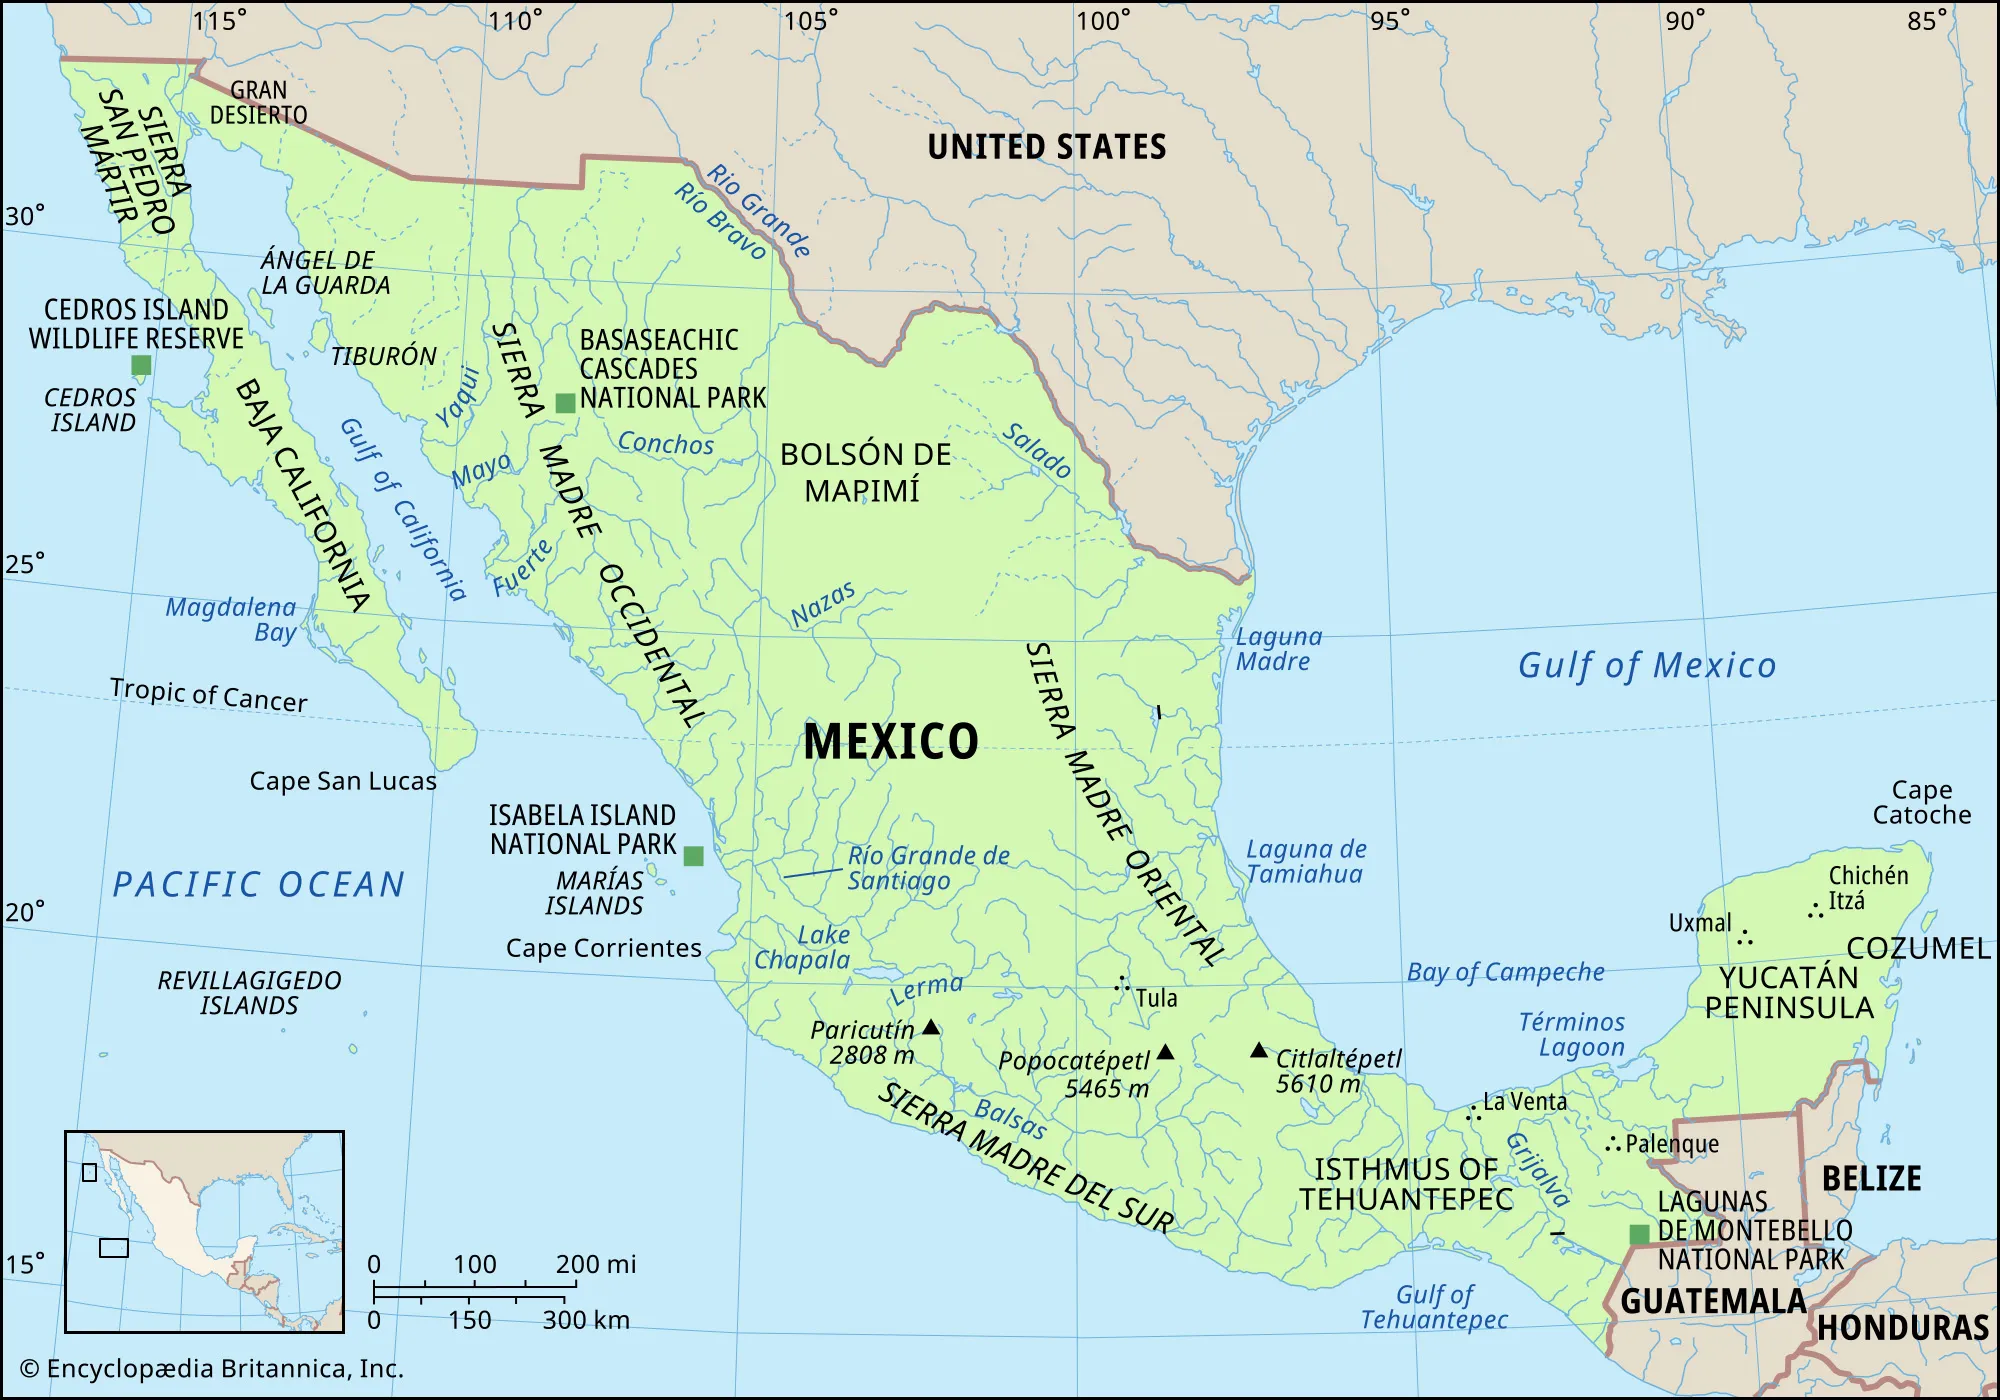 115°
110°
105°
100°
95°
90°
85°
30°
25°
20°
15°
GRAN
DESIERTO
SIERRA
SAN PEDRO
MÁRTIR
UNITED STATES
Rio Grande
Río Bravo
ÁNGEL DE
LA GUARDA
CEDROS ISLAND
WILDLIFE RESERVE
TIBURÓN
CEDROS
ISLAND
BASASEACHIC
CASCADES
NATIONAL PARK
BAJA CALIFORNIA
Gulf of California
Yaqui
Mayo
Fuerte
Conchos
SIERRA MADRE OCCIDENTAL
BOLSÓN DE
MAPIMÍ
Salado
Nazas
Magdalena
Bay
Laguna
Madre
Gulf of Mexico
Tropic of Cancer
SIERRA MADRE ORIENTAL
MEXICO
Cape San Lucas
ISABELA ISLAND
NATIONAL PARK
MARÍAS
ISLANDS
Cape
Catoche
PACIFIC OCEAN
Río Grande de
Santiago
Laguna de
Tamiahua
Chichén
Itzá
Uxmal
COZUMEL
YUCATÁN
PENINSULA
Cape Corrientes
Lake
Chapala
Lerma
Bay of Campeche
REVILLAGIGEDO
ISLANDS
Tula
Términos
Lagoon
Paricutín
2808 m
Popocatépetl
5465 m
Citlaltépetl
5610 m
Balsas
SIERRA MADRE DEL SUR
La Venta
Grijalva
Palenque
ISTHMUS OF
TEHUANTEPEC
BELIZE
LAGUNAS
DE MONTEBELLO
NATIONAL PARK
GUATEMALA
HONDURAS
Gulf of
Tehuantepec
0 100 200 mi
0 150 300 km
© Encyclopædia Britannica, Inc.